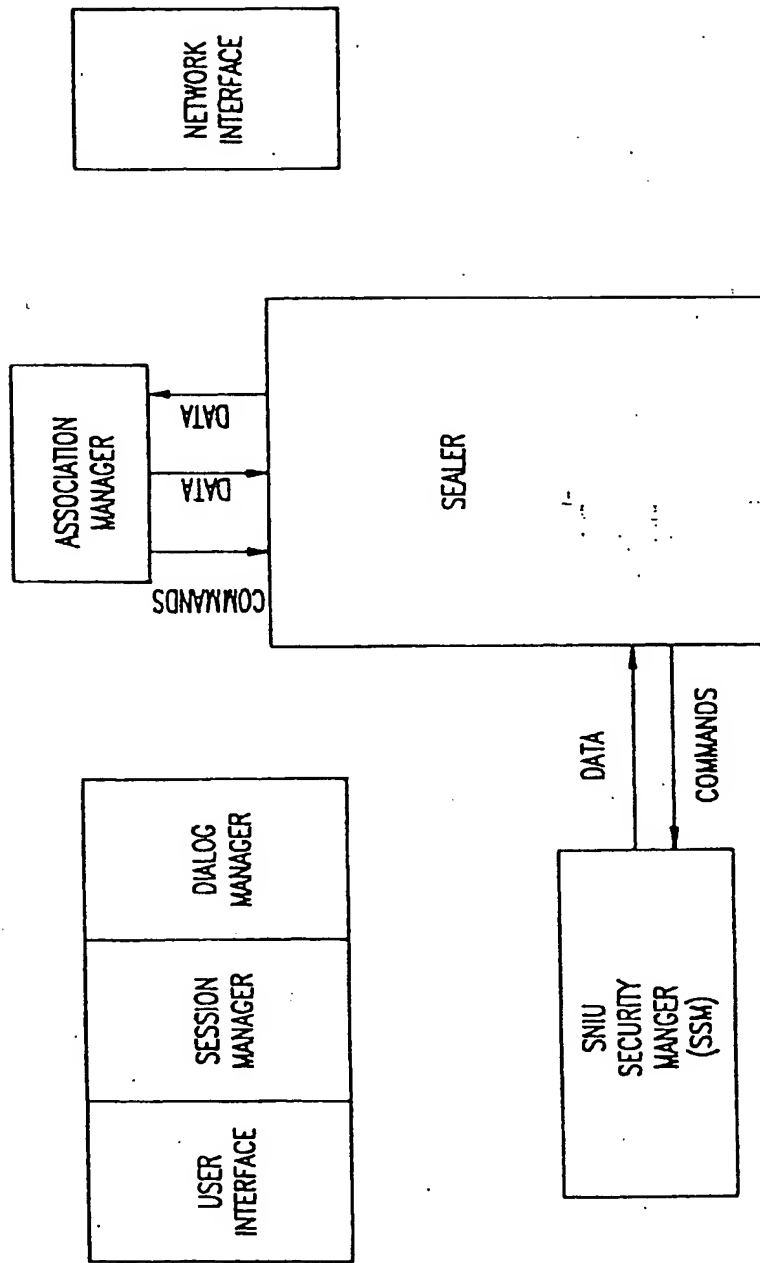 USER
INTERFACE
SESSION
MANAGER
DIALOG
MANAGER
ASSOCIATION
MANAGER
NETWORK
INTERFACE
COMMANDS
DATA
DATA
SEALER
DATA
COMMANDS
SNIU
SECURITY
MANGER
(SSM)